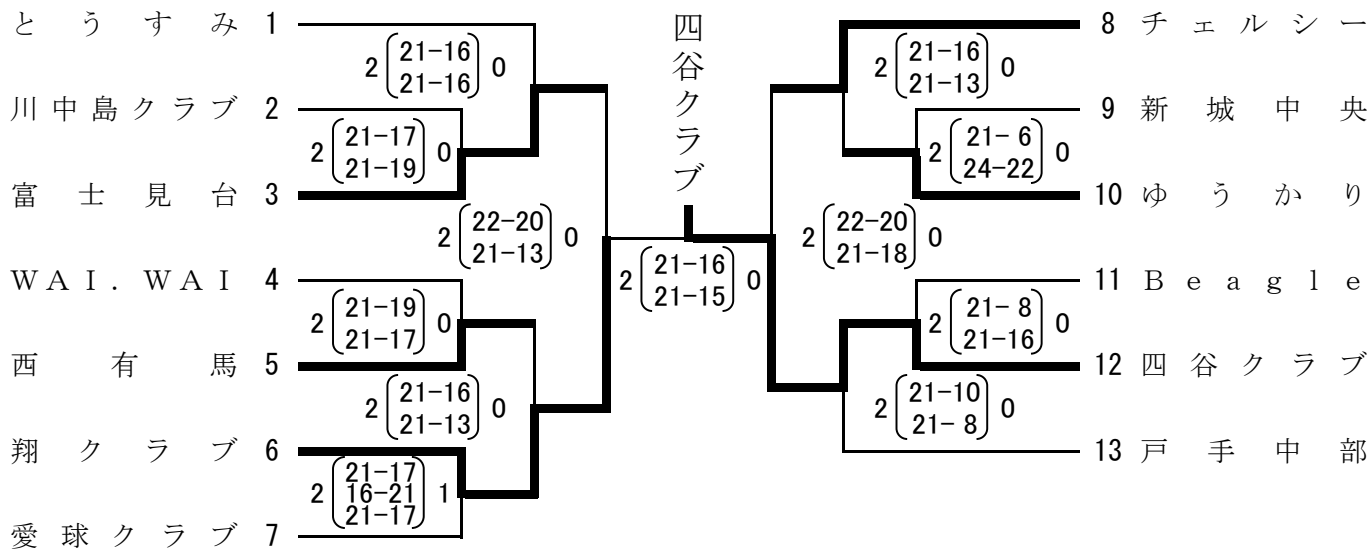 とうすみ 1
2 21-16 0
21-16
川中島クラブ 2
2 21-17 0
21-19
富士見台 3
2 22-20 0
21-13
WAI.WAI 4
2 21-19 0
21-17
西有馬 5
2 21-16 0
21-13
翔クラブ 6
2 21-17 1
16-21
21-17
愛球クラブ 7
四谷クラブ
2 21-16 0
21-15
8 チェルシー
2 21-16 0
21-13
9 新城中央
2 21-6 0
24-22
10 ゆうかり
2 22-20 0
21-18
11 Beagle
2 21-8 0
21-16
12 四谷クラブ
2 21-10 0
21-8
13 戸手中部